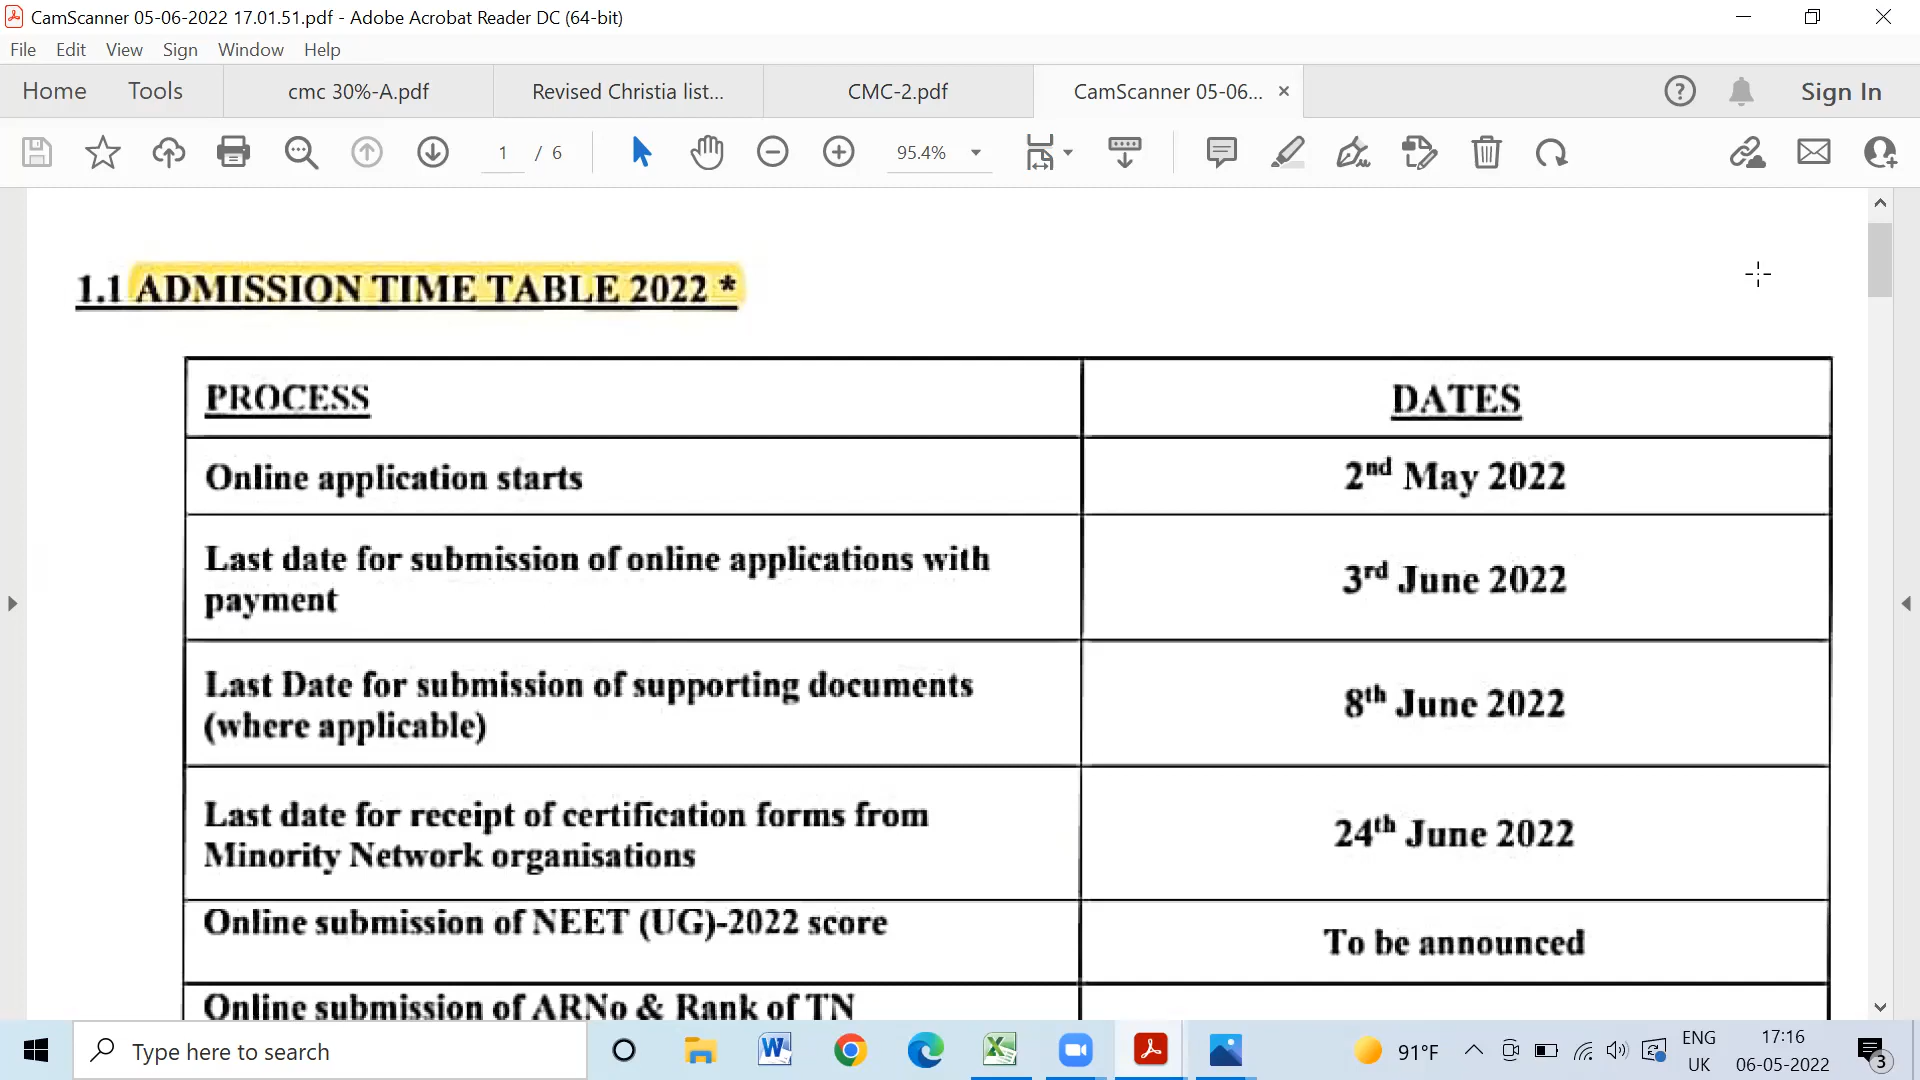 CamScanner 05-06-2022 17.01.51.pdf - Adobe Acrobat Reader DC (64-bit)
File Edit View Sign Window Help
Home Tools cmc 30%-A.pdf Revised Christia list... CMC-2.pdf CamScanner 05-06... × Sign In
1 / 6 95.4%
1.1 ADMISSION TIME TABLE 2022 *
PROCESS DATES
Online application starts 2nd May 2022
Last date for submission of online applications with
payment
3rd June 2022
Last Date for submission of supporting documents
(where applicable)
8th June 2022
Last date for receipt of certification forms from
Minority Network organisations
24th June 2022
Online submission of NEET (UG)-2022 score
To be announced
Online submission of ARNo & Rank of TN
Type here to search
91°F
ENG
UK
17:16
06-05-2022
3